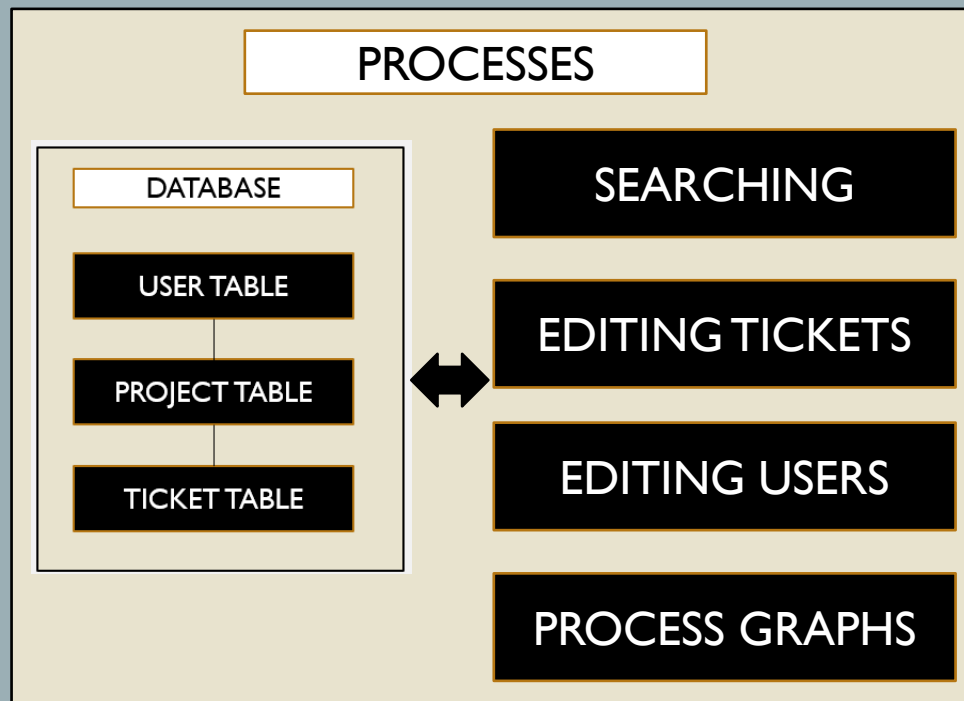 PROCESSES
DATABASE
USER TABLE
PROJECT TABLE
TICKET TABLE
SEARCHING
EDITING TICKETS
EDITING USERS
PROCESS GRAPHS